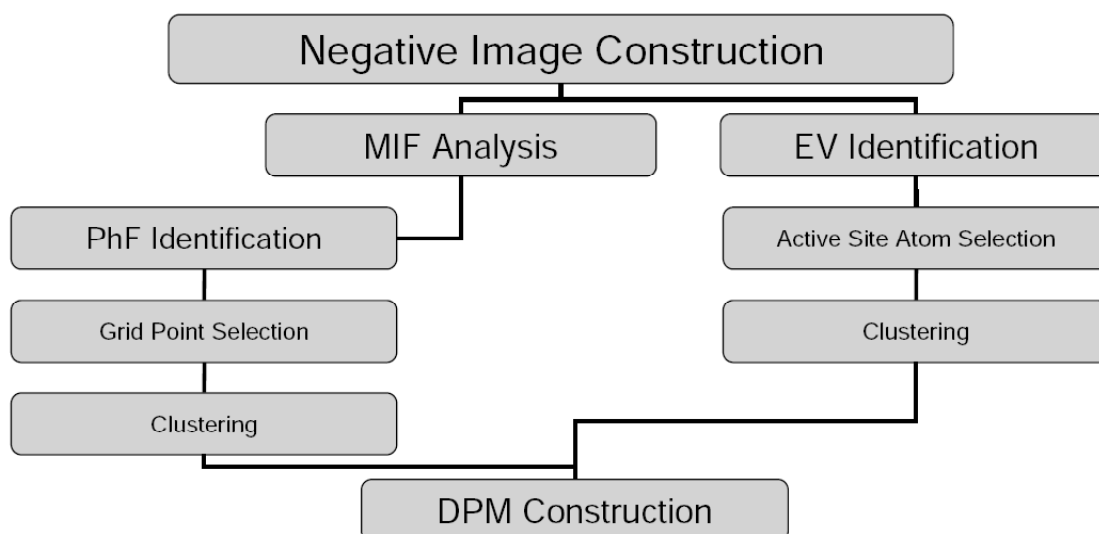 Negative Image Construction
MIF Analysis
EV Identification
PhF Identification
Active Site Atom Selection
Grid Point Selection
Clustering
Clustering
DPM Construction